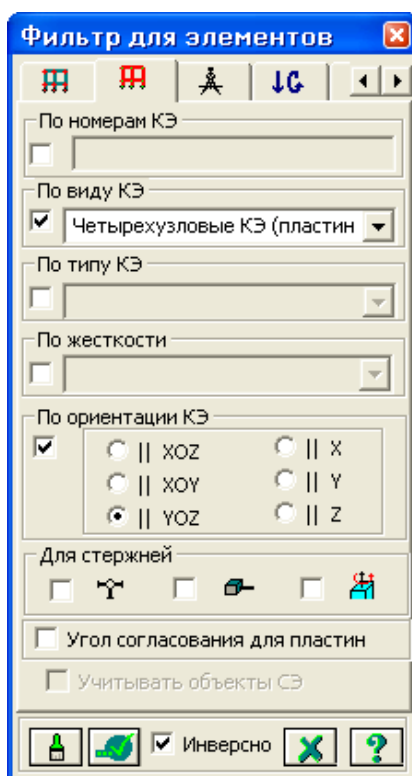 Фильтр для элементов
По номерам КЭ
По виду КЭ
Четырехузловые КЭ (пластин
По типу КЭ
По жесткости
По ориентации КЭ
|| XOZ || X
|| XOY || Y
|| YOZ || Z
Для стержней
Угол согласования для пластин
Учитывать объекты СЭ
Инверсно